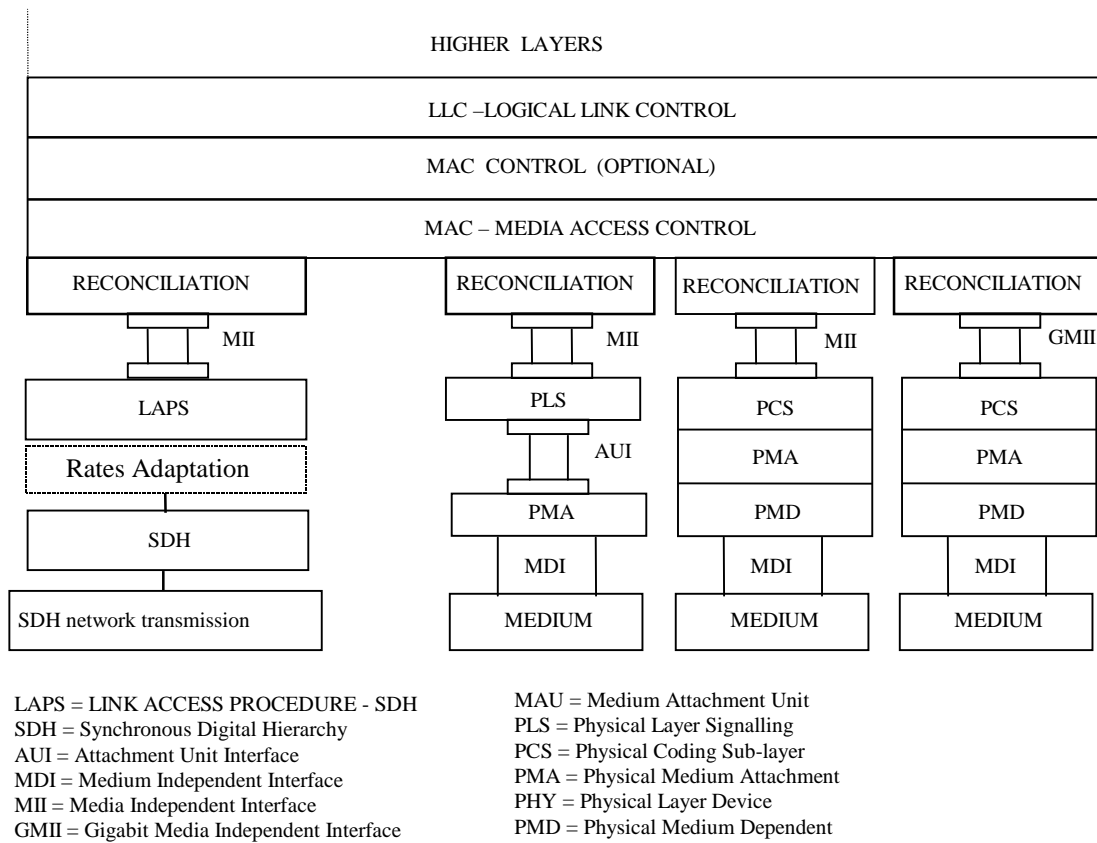 HIGHER LAYERS
LLC –LOGICAL LINK CONTROL
MAC CONTROL (OPTIONAL)
MAC – MEDIA ACCESS CONTROL
RECONCILIATION
RECONCILIATION
RECONCILIATION
RECONCILIATION
MII
MII
MII
GMII
LAPS
PLS
PCS
PCS
Rates Adaptation
AUI
PMA
PMA
SDH
PMA
PMD
PMD
MDI
MDI
MDI
SDH network transmission
MEDIUM
MEDIUM
MEDIUM
LAPS = LINK ACCESS PROCEDURE - SDH
SDH = Synchronous Digital Hierarchy
AUI = Attachment Unit Interface
MDI = Medium Independent Interface
MII = Media Independent Interface
GMII = Gigabit Media Independent Interface
MAU = Medium Attachment Unit
PLS = Physical Layer Signalling
PCS = Physical Coding Sub-layer
PMA = Physical Medium Attachment
PHY = Physical Layer Device
PMD = Physical Medium Dependent